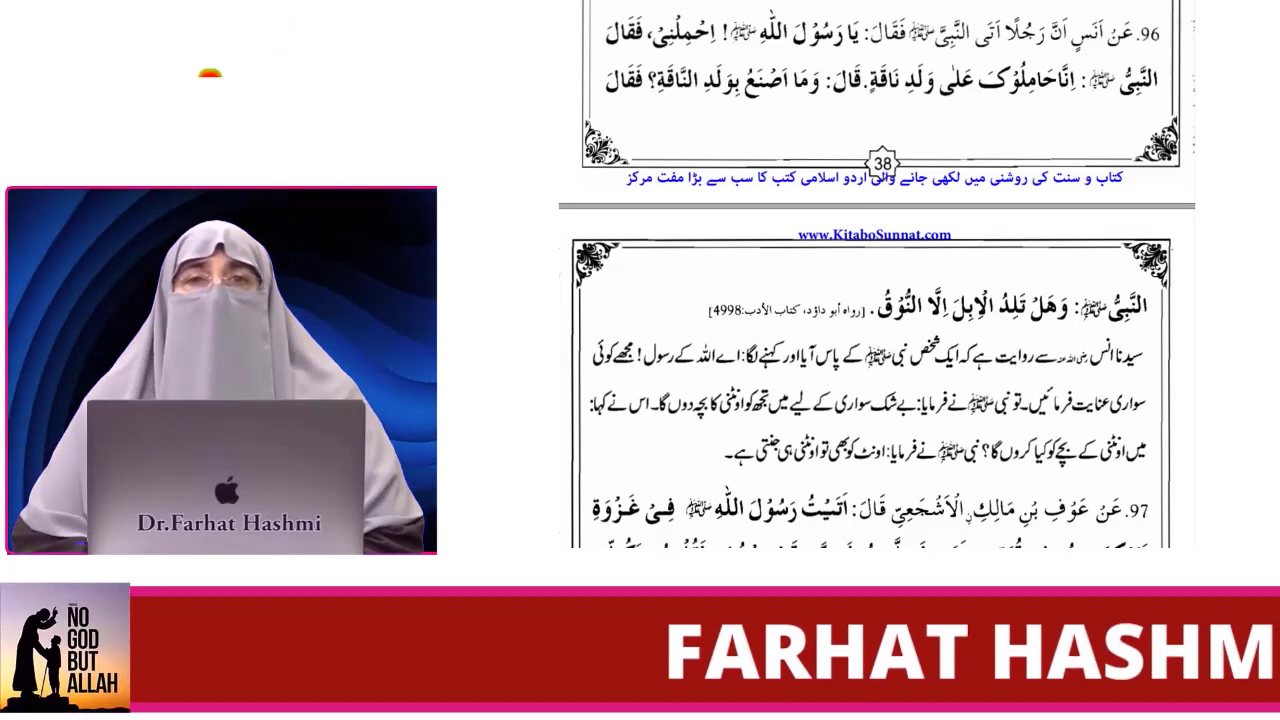 96. عَنۡ اَنَسٍ اَنَّ رَجُلًا اَتَى النَّبِيَّ ﷺ فَقَالَ: يَا رَسُوۡلَ اللّٰهِ ﷺ ! اِحۡمِلۡنِيۡ، فَقَالَ
النَّبِيُّ ﷺ : اِنَّاحَامِلُوۡکَ عَلٰى وَلَدِ نَاقَةٍ. قَالَ: وَمَا اَصۡنَعُ بِوَلَدِ النَّاقَةِ؟ فَقَالَ
38
کتاب و سنت کی روشنی میں لکھی جانے والی اردو اسلامی کتب کا سب سے بڑا مفت مرکز
www.KitaboSunnat.com
النَّبِيُّ ﷺ : وَهَلۡ تَلِدُ الۡاِبِلَ اِلَّا النُّوۡقُ. [رواه أبو داؤد، كتاب الأدب:4998]
سیدنا انس رضی اللہ عنہ سے روایت ہے کہ ایک شخص نبی ﷺ کے پاس آیا اور کہنے لگا: اے اللہ کے رسول! مجھے کوئی
سواری عنایت فرمائیں۔ تو نبی ﷺ نے فرمایا: بے شک سواری کے لیے میں تجھ کو اونٹنی کا بچہ دوں گا۔ اس نے کہا:
میں اونٹنی کے بچے کو کیا کروں گا؟ نبی ﷺ نے فرمایا: اونٹ کو بھی تو اونٹنی ہی جنتی ہے۔
97. عَنۡ عَوۡفِ بۡنِ مَالِكِ ِالۡاَشۡجَعِيِّ قَالَ: اَتَيۡتُ رَسُوۡلَ اللّٰهِ ﷺ فِيۡ غَزۡوَةِ
Dr.Farhat Hashmi
NO
GOD
BUT
ALLAH
FARHAT HASHM